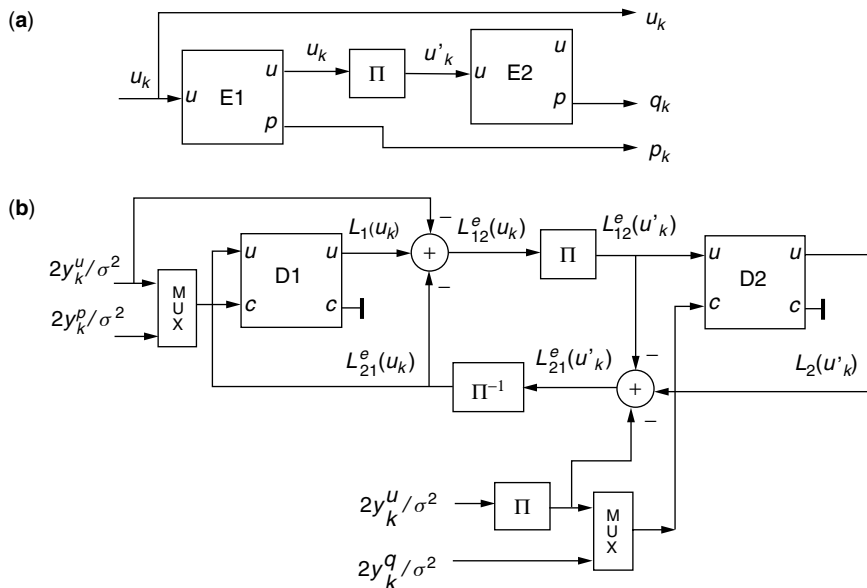 (a)
u_k
u_k
u'_k
u
u_k
u
E1
u
Π
u
E2
p
q_k
p
p_k
(b)
L_1(u_k)
L^e_12(u_k)
L^e_12(u'_k)
−
u
u
+
Π
u
u
2y^u_k/σ^2
D1
D2
M
U
X
c
c
−
c
c
2y^p_k/σ^2
L^e_21(u_k)
L^e_21(u'_k)
−
L_2(u'_k)
Π^−1
+
−
2y^u_k/σ^2
Π
M
U
X
2y^q_k/σ^2